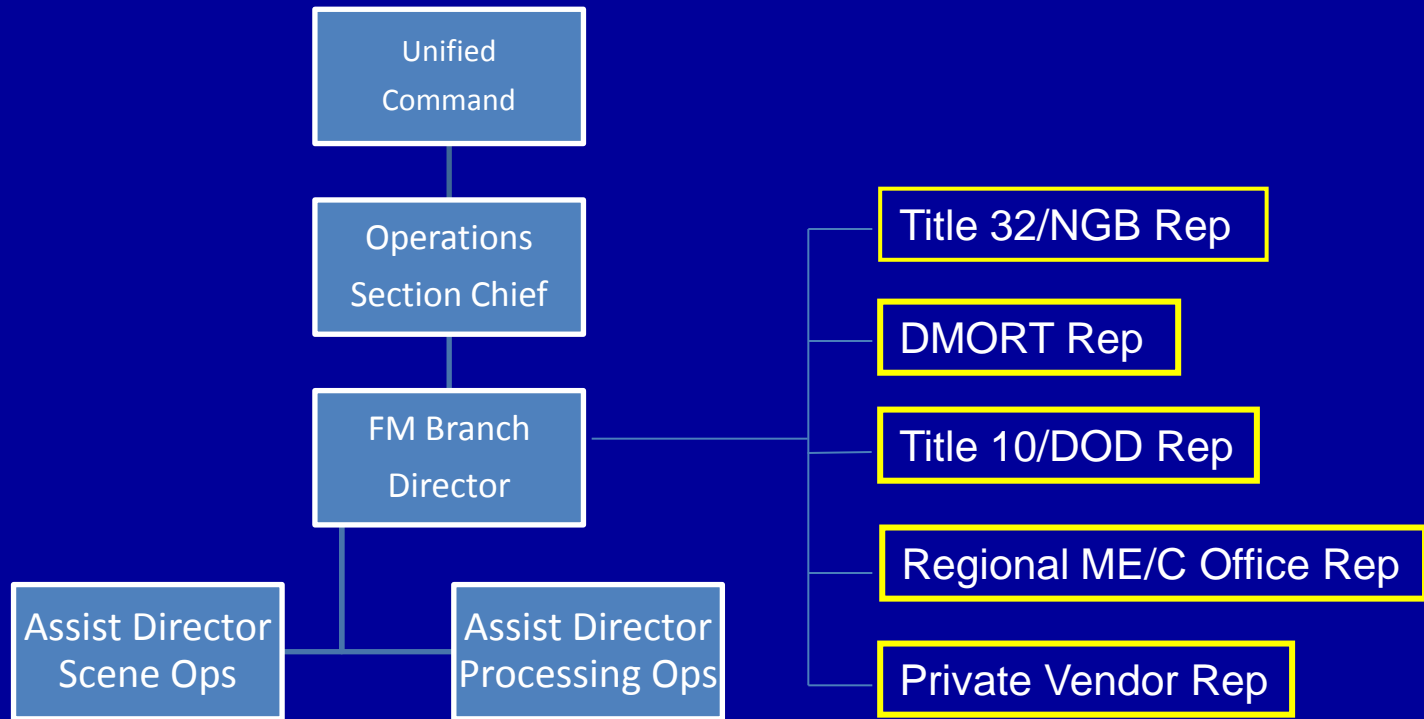 Unified
Command
Operations
Section Chief
FM Branch
Director
Assist Director
Scene Ops
Assist Director
Processing Ops
Title 32/NGB Rep
DMORT Rep
Title 10/DOD Rep
Regional ME/C Office Rep
Private Vendor Rep